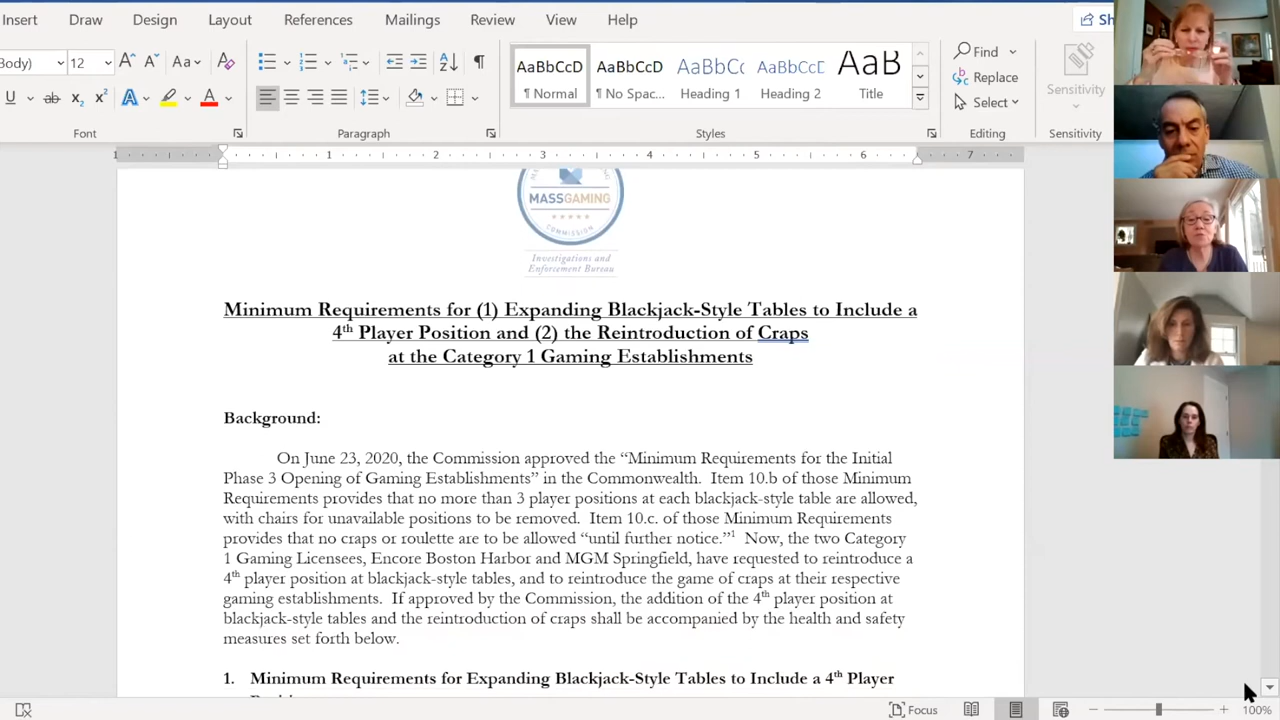 Insert Draw Design Layout References Mailings Review View Help
Body) 12 Aa
Find
Replace
Select
Sensitivity
AaBbCcD AaBbCcD AaBbCc AaBbCcD AaB
¶ Normal ¶ No Spac... Heading 1 Heading 2 Title
Font Paragraph Styles Editing Sensitivity
1 1 2 3 4 5 6 7
MASSGAMING
COMMISSION
Investigations and
Enforcement Bureau
Minimum Requirements for (1) Expanding Blackjack-Style Tables to Include a
4th Player Position and (2) the Reintroduction of Craps
at the Category 1 Gaming Establishments
Background:
On June 23, 2020, the Commission approved the “Minimum Requirements for the Initial
Phase 3 Opening of Gaming Establishments” in the Commonwealth. Item 10.b of those Minimum
Requirements provides that no more than 3 player positions at each blackjack-style table are allowed,
with chairs for unavailable positions to be removed. Item 10.c. of those Minimum Requirements
provides that no craps or roulette are to be allowed “until further notice.”1 Now, the two Category
1 Gaming Licensees, Encore Boston Harbor and MGM Springfield, have requested to reintroduce a
4th player position at blackjack-style tables, and to reintroduce the game of craps at their respective
gaming establishments. If approved by the Commission, the addition of the 4th player position at
blackjack-style tables and the reintroduction of craps shall be accompanied by the health and safety
measures set forth below.
1. Minimum Requirements for Expanding Blackjack-Style Tables to Include a 4th Player
Focus 100%